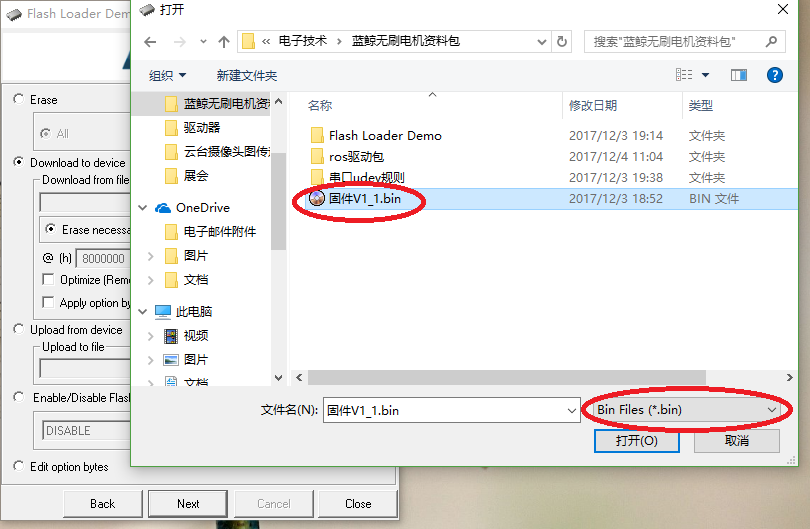 Flash Loader Dem
Erase
All
Download to device
Download from file
Erase necessa
@ (h) 8000000
Optimize (Remo
Apply option by
Upload from device
Upload to file
Enable/Disable Flash
DISABLE
Edit option bytes
Back
Next
Cancel
Close
打开
« 电子技术 › 蓝鲸无刷电机资料包
搜索"蓝鲸无刷电机资料包"
组织
新建文件夹
蓝鲸无刷电机资
驱动器
云台摄像头图传
展会
OneDrive
电子邮件附件
图片
文档
此电脑
视频
图片
文档
名称 修改日期 类型
Flash Loader Demo 2017/12/3 19:14 文件夹
ros驱动包 2017/12/4 11:04 文件夹
串口udev规则 2017/12/3 19:38 文件夹
固件V1_1.bin 2017/12/3 18:52 BIN 文件
文件名(N): 固件V1_1.bin
Bin Files (*.bin)
打开(O)
取消